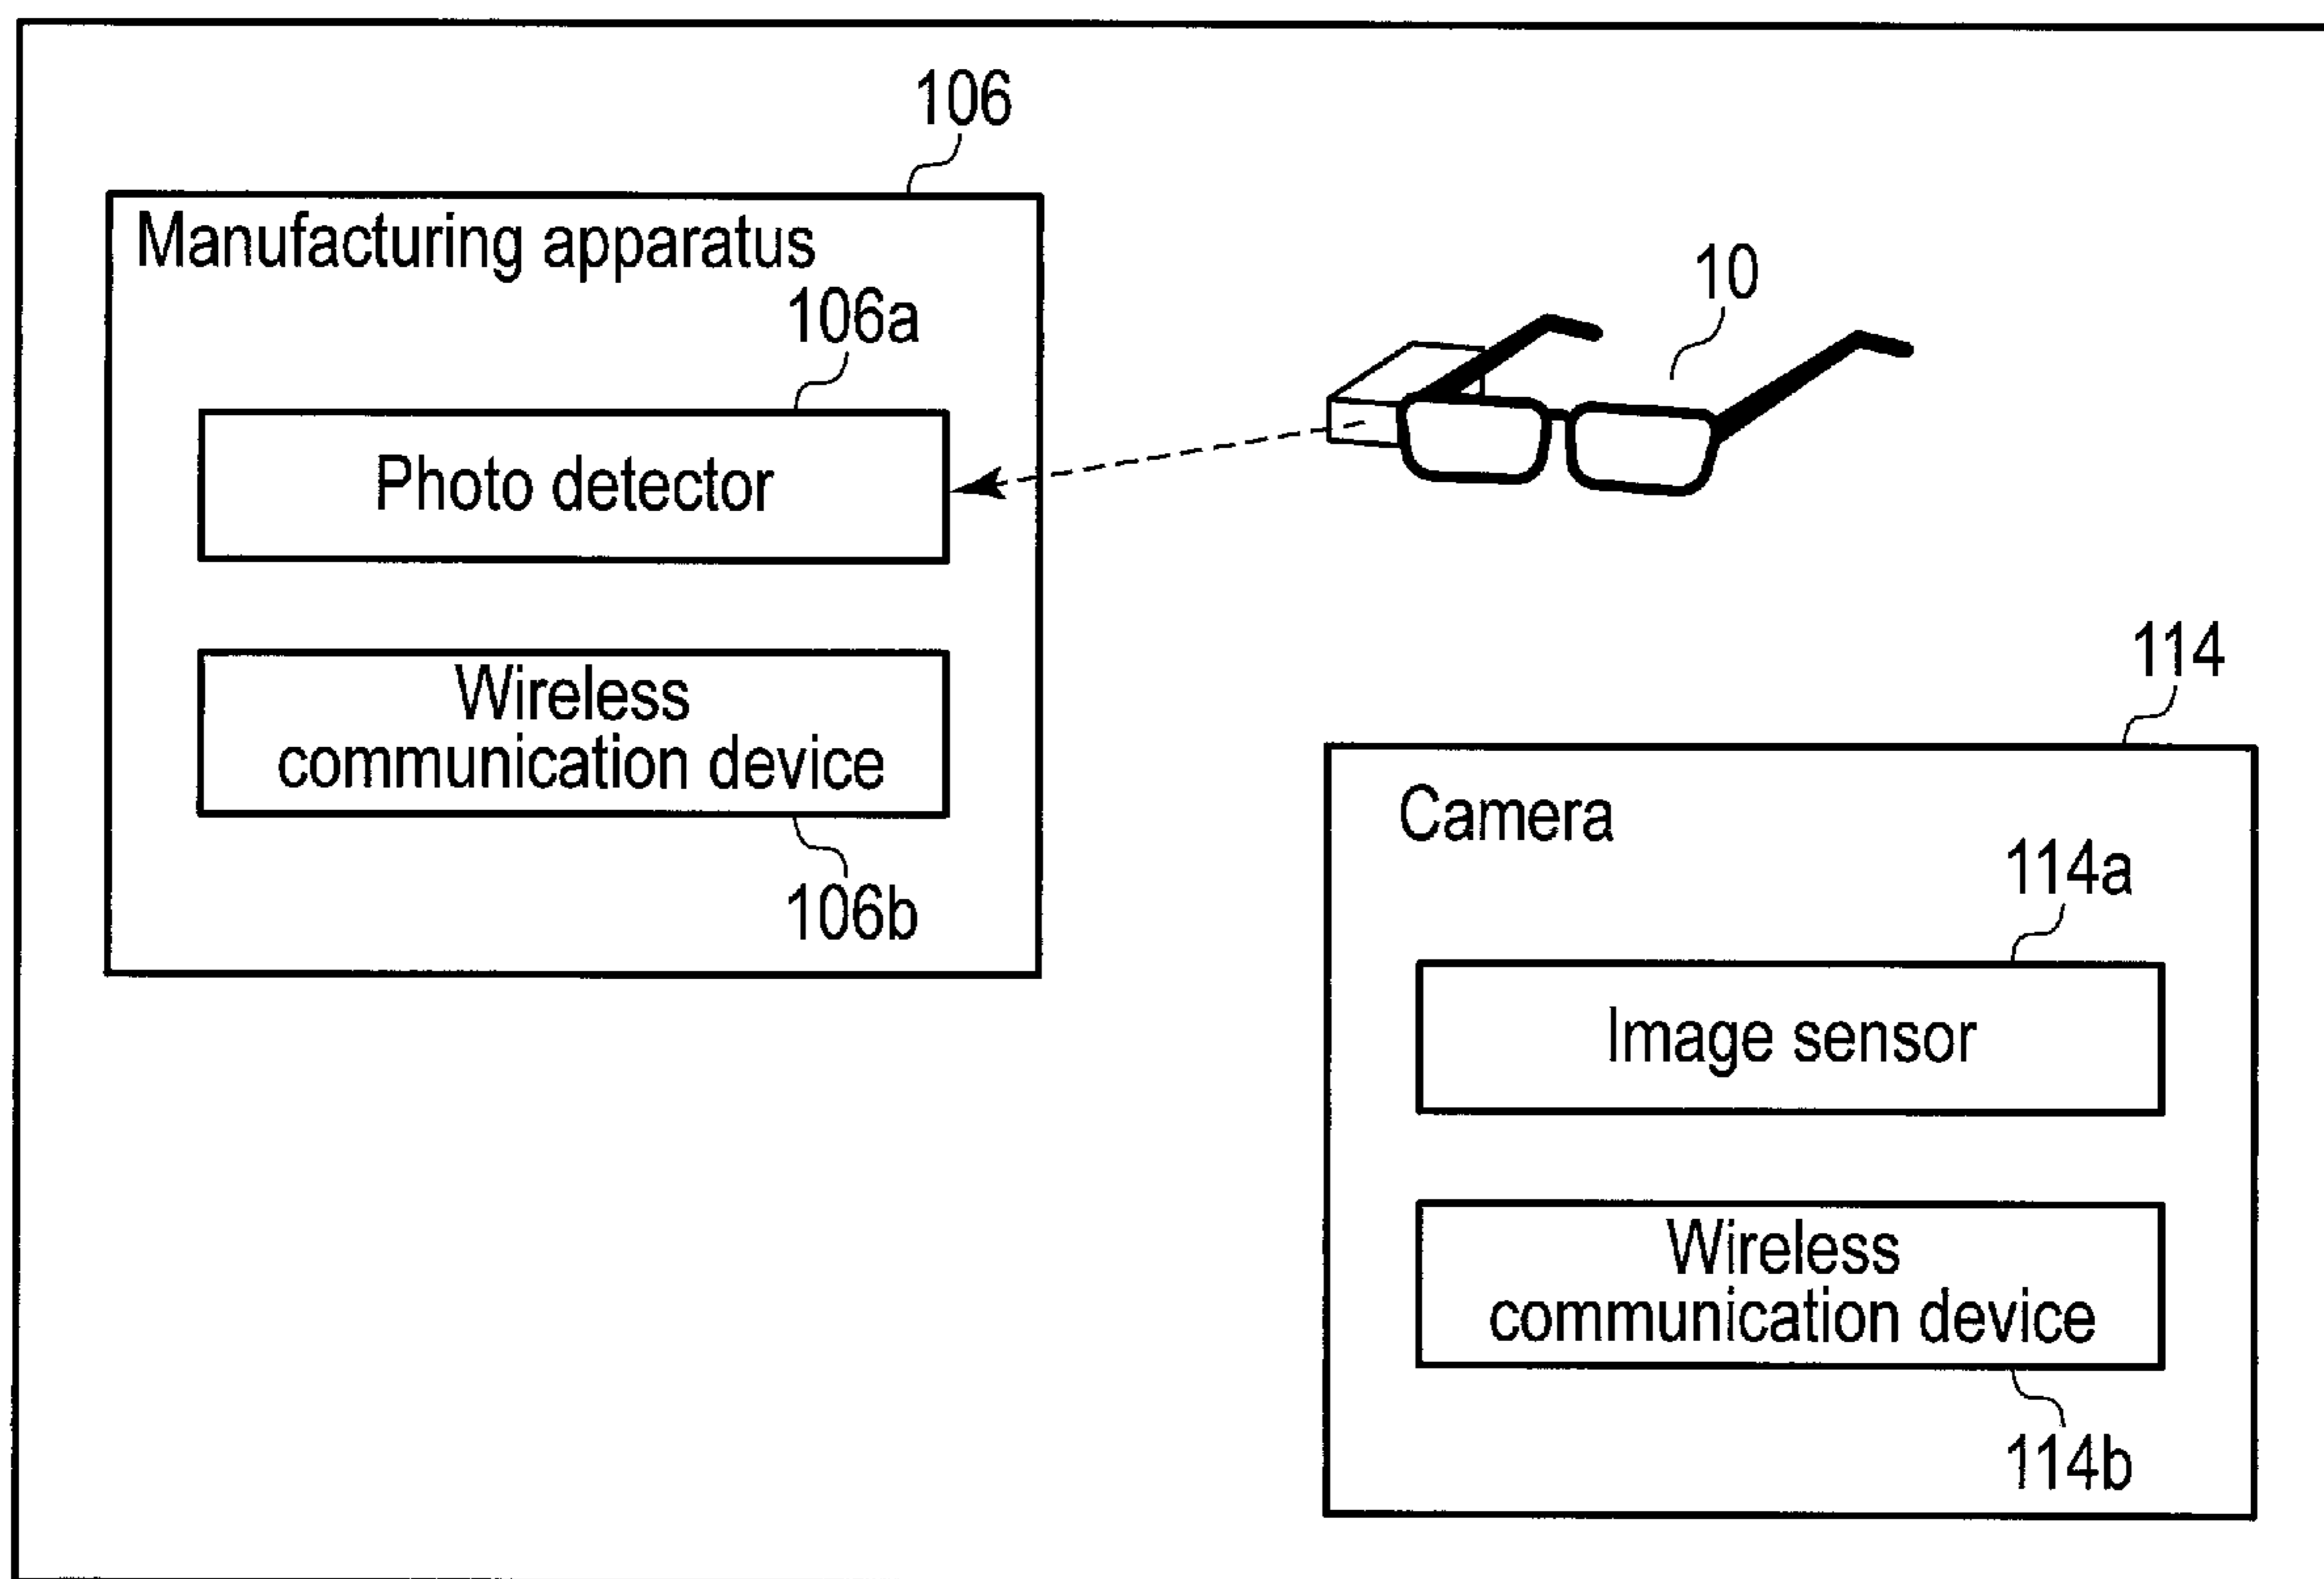 106
Manufacturing apparatus
106a
Photo detector
Wireless
communication device
106b
10
114
Camera
114a
Image sensor
Wireless
communication device
114b